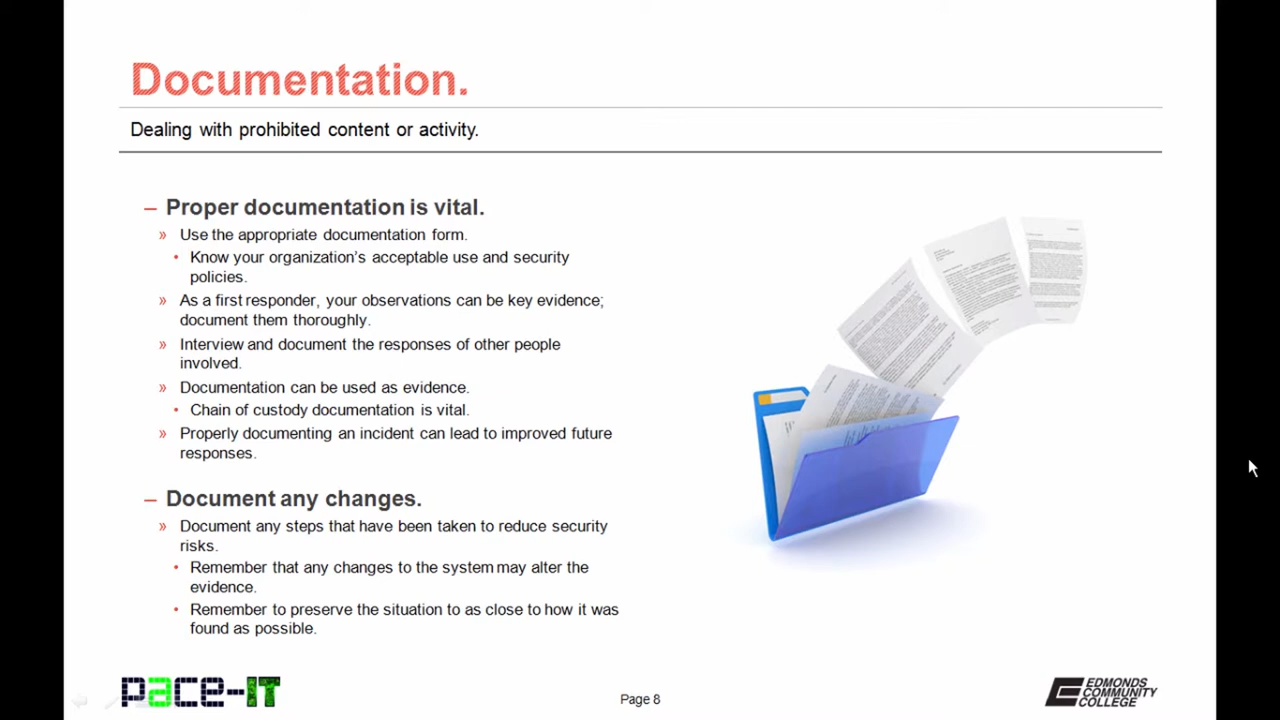 Documentation.
Dealing with prohibited content or activity.
– Proper documentation is vital.
» Use the appropriate documentation form.
• Know your organization's acceptable use and security
policies.
» As a first responder, your observations can be key evidence;
document them thoroughly.
» Interview and document the responses of other people
involved.
» Documentation can be used as evidence.
• Chain of custody documentation is vital.
» Properly documenting an incident can lead to improved future
responses.
– Document any changes.
» Document any steps that have been taken to reduce security
risks.
• Remember that any changes to the system may alter the
evidence.
• Remember to preserve the situation to as close to how it was
found as possible.
pace-IT
Page 8
EDMONDS
COMMUNITY
COLLEGE